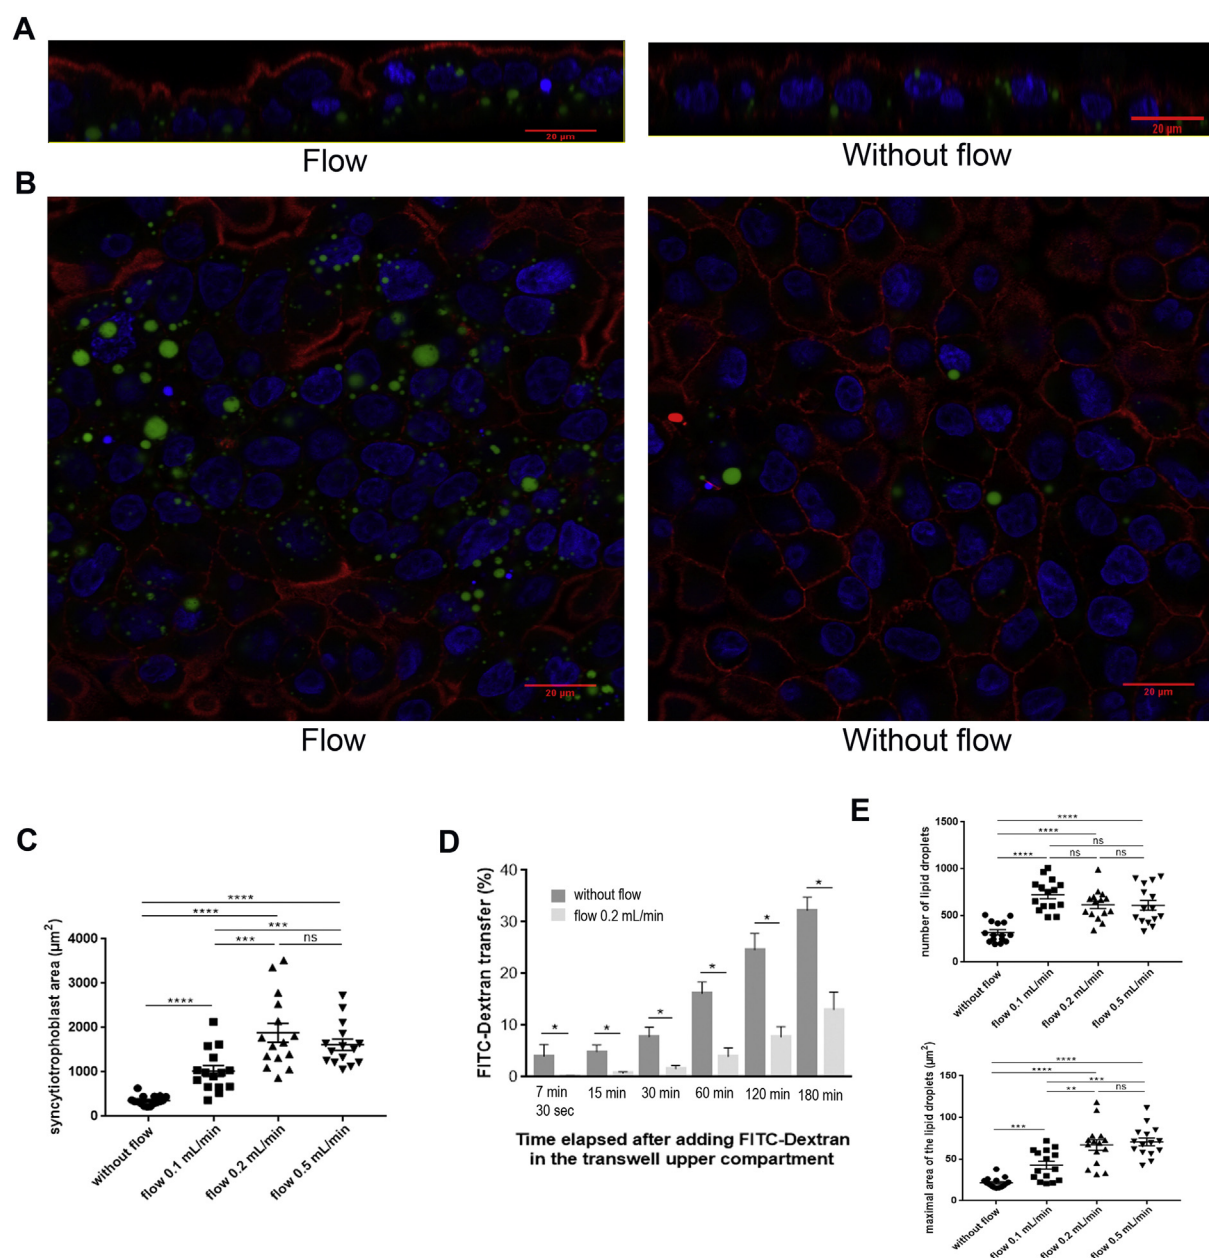 A
20 µm
20 µm
Flow
Without flow
B
20 µm
20 µm
Flow
Without flow
C
****
****
***
***
ns
****
syncytiotrophoblast area (µm²)
4000
3000
2000
1000
0
without flow
flow 0.1 mL/min
flow 0.2 mL/min
flow 0.5 mL/min
D
FITC-Dextran transfer (%)
40
30
20
10
0
without flow
flow 0.2 mL/min
*
*
*
*
*
*
7 min
30 sec
15 min
30 min
60 min
120 min
180 min
Time elapsed after adding FITC-Dextran
in the transwell upper compartment
E
****
****
ns
****
ns
ns
number of lipid droplets
1500
1000
500
0
without flow
flow 0.1 mL/min
flow 0.2 mL/min
flow 0.5 mL/min
****
****
***
**
ns
***
maximal area of the lipid droplets (µm²)
150
100
50
0
without flow
flow 0.1 mL/min
flow 0.2 mL/min
flow 0.5 mL/min